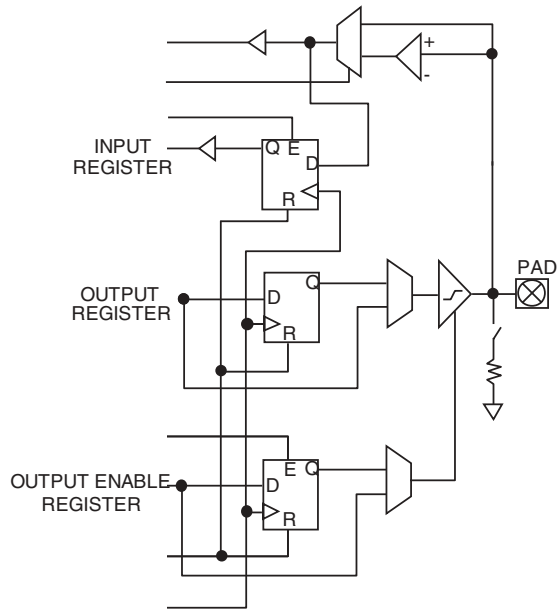 +
-
INPUT
REGISTER
Q E
D
R
PAD
OUTPUT
REGISTER
Q
D
R
E Q
OUTPUT ENABLE
REGISTER
D
R